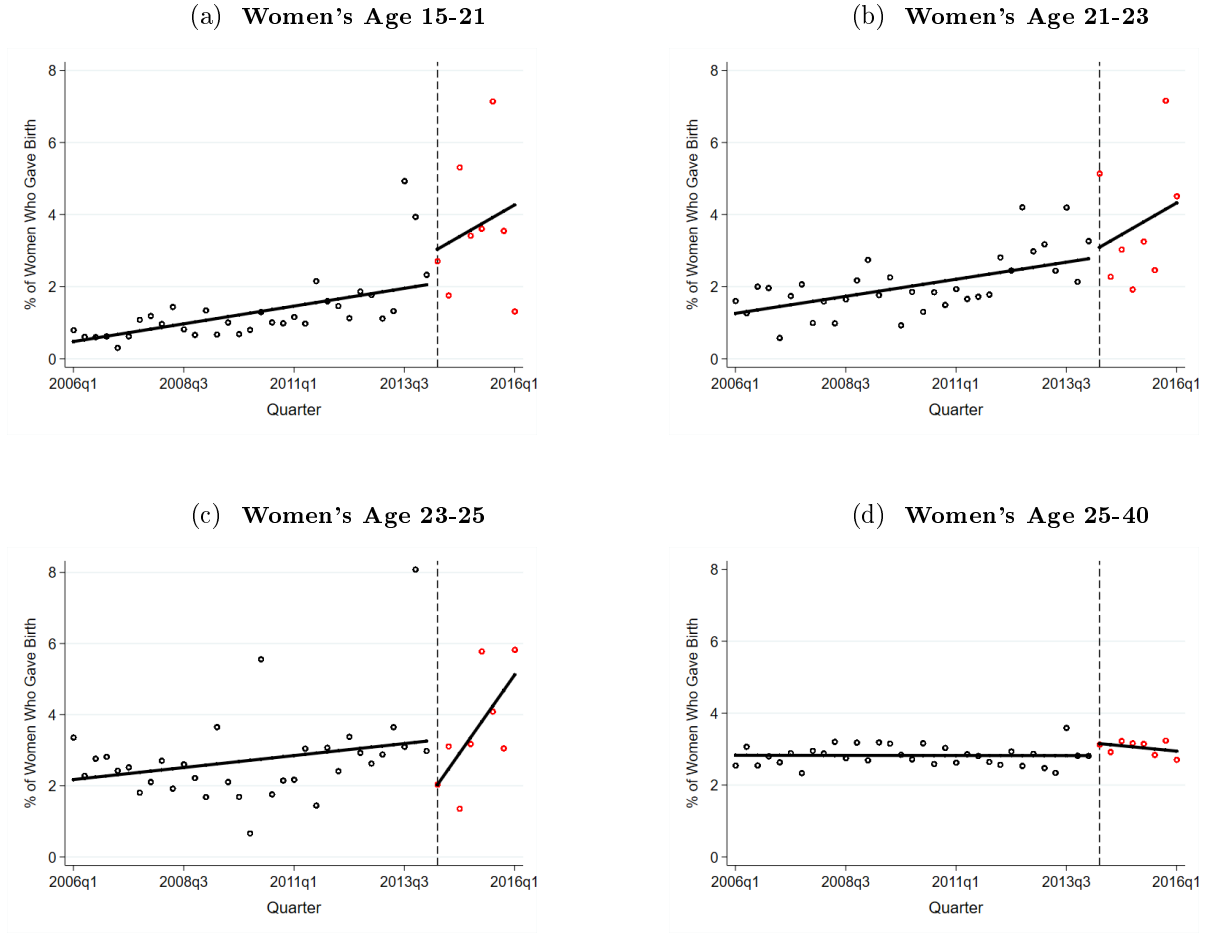 (a) Women's Age 15-21
% of Women Who Gave Birth
8
6
4
2
0
2006q1 2008q3 2011q1 2013q3 2016q1
Quarter
(b) Women's Age 21-23
% of Women Who Gave Birth
8
6
4
2
0
2006q1 2008q3 2011q1 2013q3 2016q1
Quarter
(c) Women's Age 23-25
% of Women Who Gave Birth
8
6
4
2
0
2006q1 2008q3 2011q1 2013q3 2016q1
Quarter
(d) Women's Age 25-40
% of Women Who Gave Birth
8
6
4
2
0
2006q1 2008q3 2011q1 2013q3 2016q1
Quarter